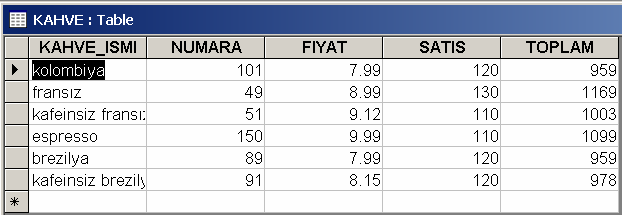 KAHVE : Table
KAHVE_ISMI NUMARA FIYAT SATIS TOPLAM
kolombiya 101 7.99 120 959
fransız 49 8.99 130 1169
kafeinsiz fransı 51 9.12 110 1003
espresso 150 9.99 110 1099
brezilya 89 7.99 120 959
kafeinsiz brezily 91 8.15 120 978